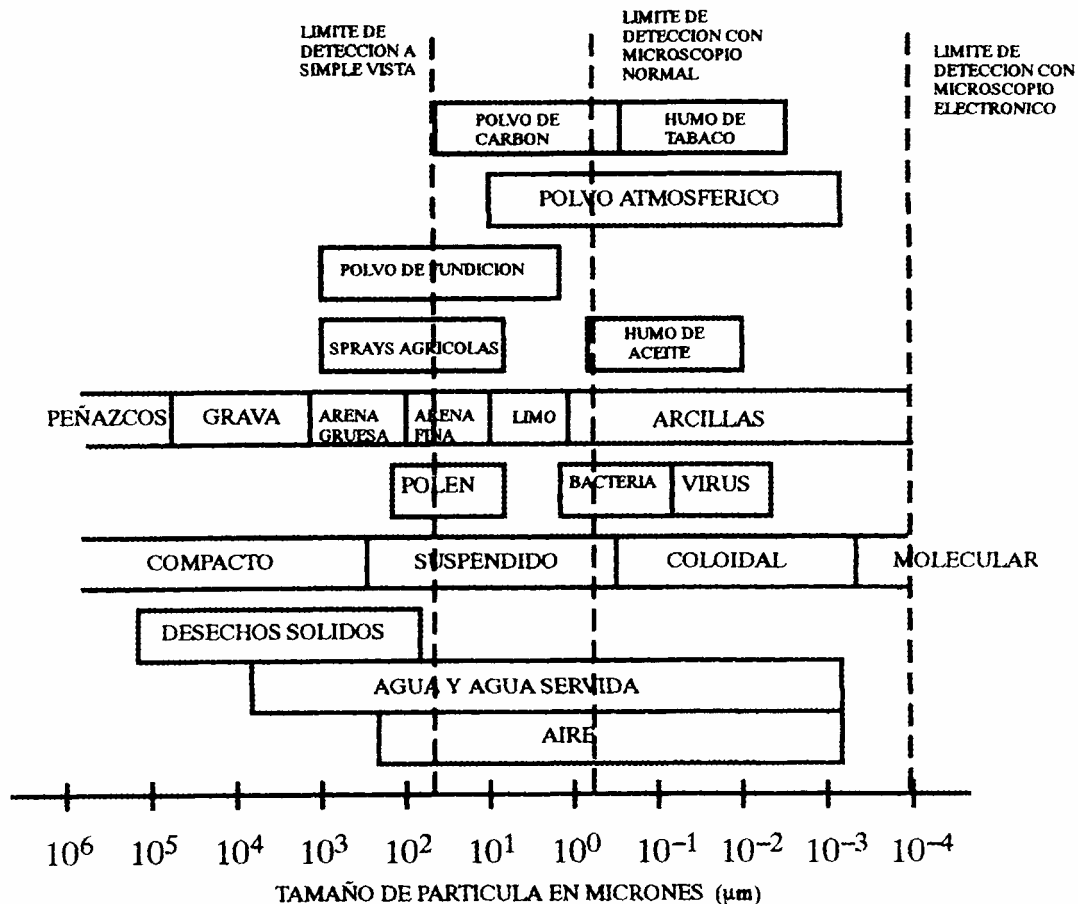 LIMITE DE
DETECCION A
SIMPLE VISTA
LIMITE DE
DETECCION CON
MICROSCOPIO
NORMAL
LIMITE DE
DETECCION CON
MICROSCOPIO
ELECTRONICO
POLVO DE
CARBON
HUMO DE
TABACO
POLVO ATMOSFERICO
POLVO DE FUNDICION
SPRAYS AGRICOLAS
HUMO DE
ACEITE
PEÑAZCOS
GRAVA
ARENA
GRUESA
ARENA
FINA
LIMO
ARCILLAS
POLEN
BACTERIA
VIRUS
COMPACTO
SUSPENDIDO
COLOIDAL
MOLECULAR
DESECHOS SOLIDOS
AGUA Y AGUA SERVIDA
AIRE
10⁶ 10⁵ 10⁴ 10³ 10² 10¹ 10⁰ 10⁻¹ 10⁻² 10⁻³ 10⁻⁴
TAMAÑO DE PARTICULA EN MICRONES (µm)